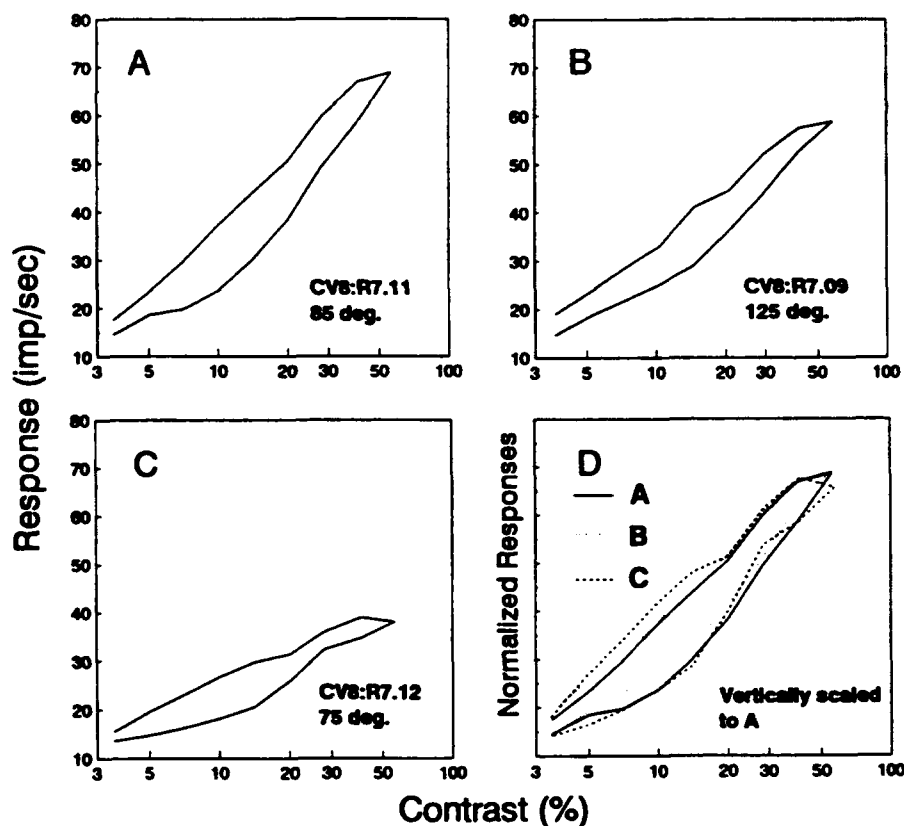 Response (imp/sec)
A
80
70
60
50
40
30
20
10
3 5 10 20 30 50 100
CV8:R7.11
85 deg.
B
80
70
60
50
40
30
20
10
3 5 10 20 30 50 100
CV8:R7.09
125 deg.
C
80
70
60
50
40
30
20
10
3 5 10 20 30 50 100
CV8:R7.12
75 deg.
Normalized Responses
D
A
B
C
3 5 10 20 30 50 100
Vertically scaled
to A
Contrast (%)